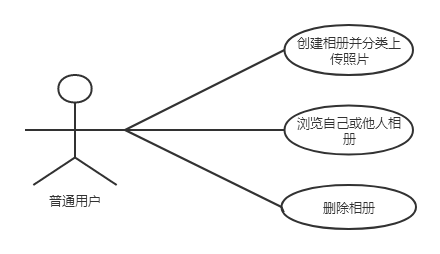 创建相册并分类上
传照片
浏览自己或他人相
册
普通用户
删除相册